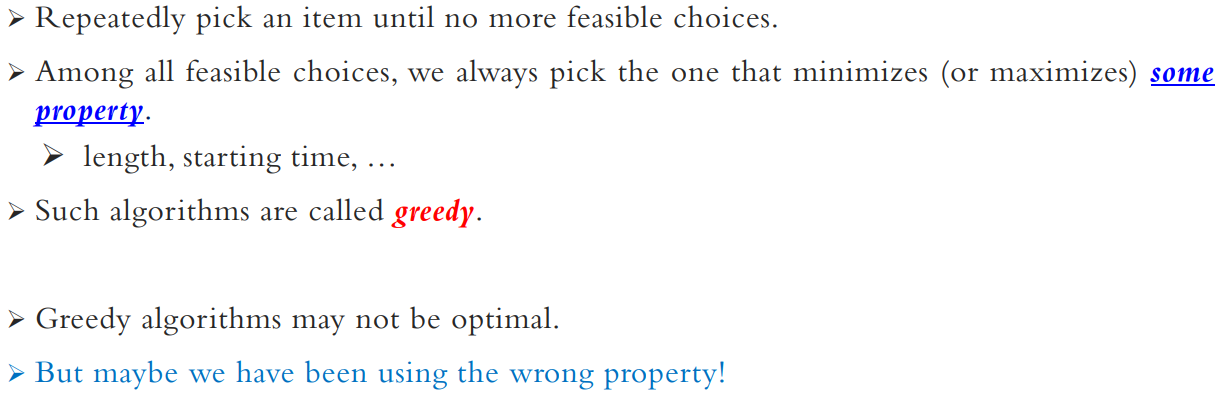 ➢ Repeatedly pick an item until no more feasible choices.
➢ Among all feasible choices, we always pick the one that minimizes (or maximizes) some
property.
➢ length, starting time, …
➢ Such algorithms are called greedy.
➢ Greedy algorithms may not be optimal.
➢ But maybe we have been using the wrong property!